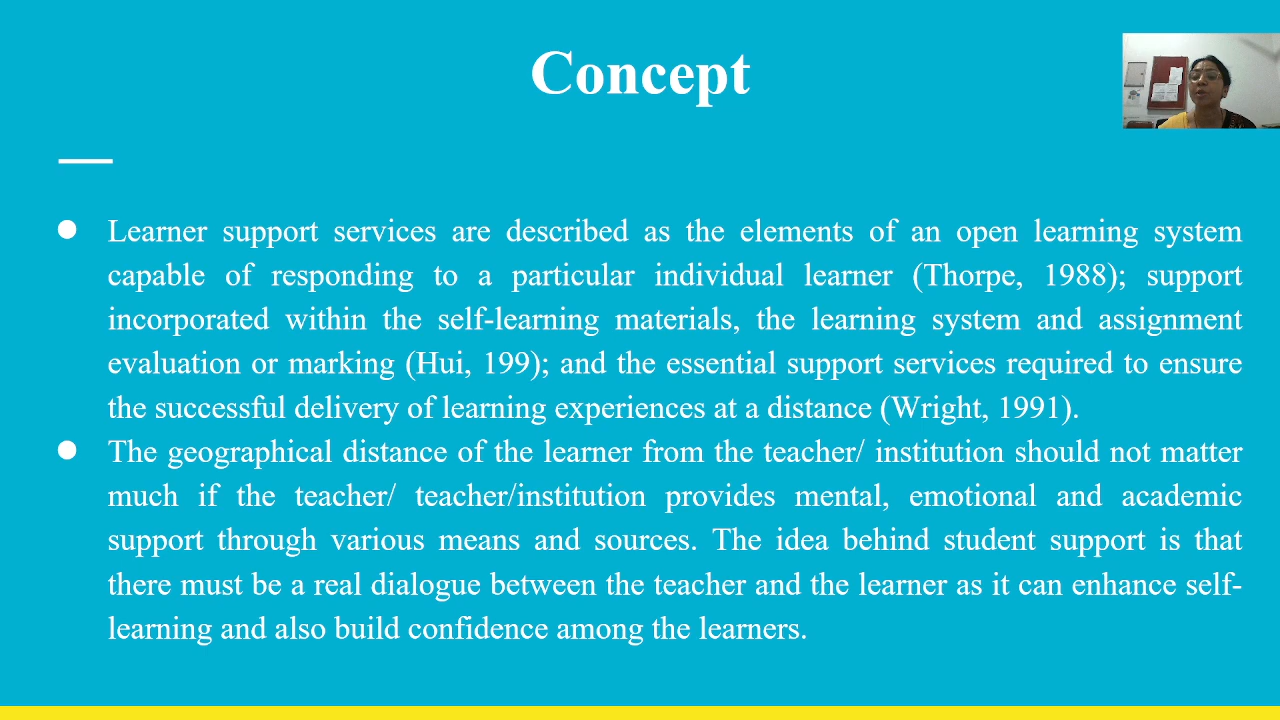 Concept
Learner support services are described as the elements of an open learning system
capable of responding to a particular individual learner (Thorpe, 1988); support
incorporated within the self-learning materials, the learning system and assignment
evaluation or marking (Hui, 199); and the essential support services required to ensure
the successful delivery of learning experiences at a distance (Wright, 1991).
The geographical distance of the learner from the teacher/ institution should not matter
much if the teacher/ teacher/institution provides mental, emotional and academic
support through various means and sources. The idea behind student support is that
there must be a real dialogue between the teacher and the learner as it can enhance self-
learning and also build confidence among the learners.